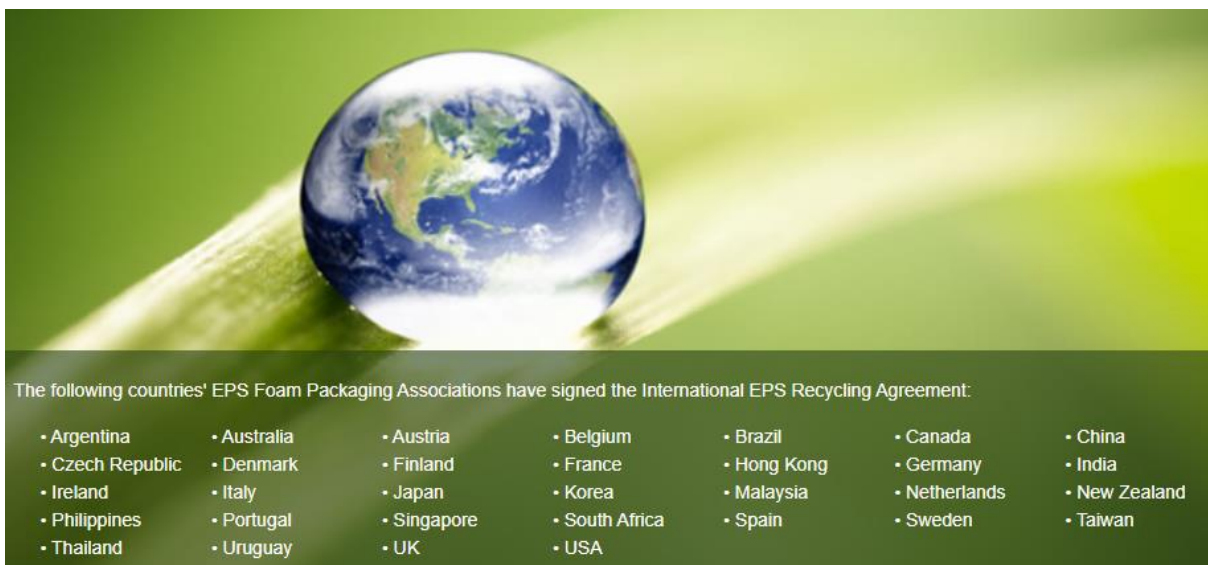 The following countries' EPS Foam Packaging Associations have signed the International EPS Recycling Agreement:
• Argentina • Australia • Austria • Belgium • Brazil • Canada • China
• Czech Republic • Denmark • Finland • France • Hong Kong • Germany • India
• Ireland • Italy • Japan • Korea • Malaysia • Netherlands • New Zealand
• Philippines • Portugal • Singapore • South Africa • Spain • Sweden • Taiwan
• Thailand • Uruguay • UK • USA